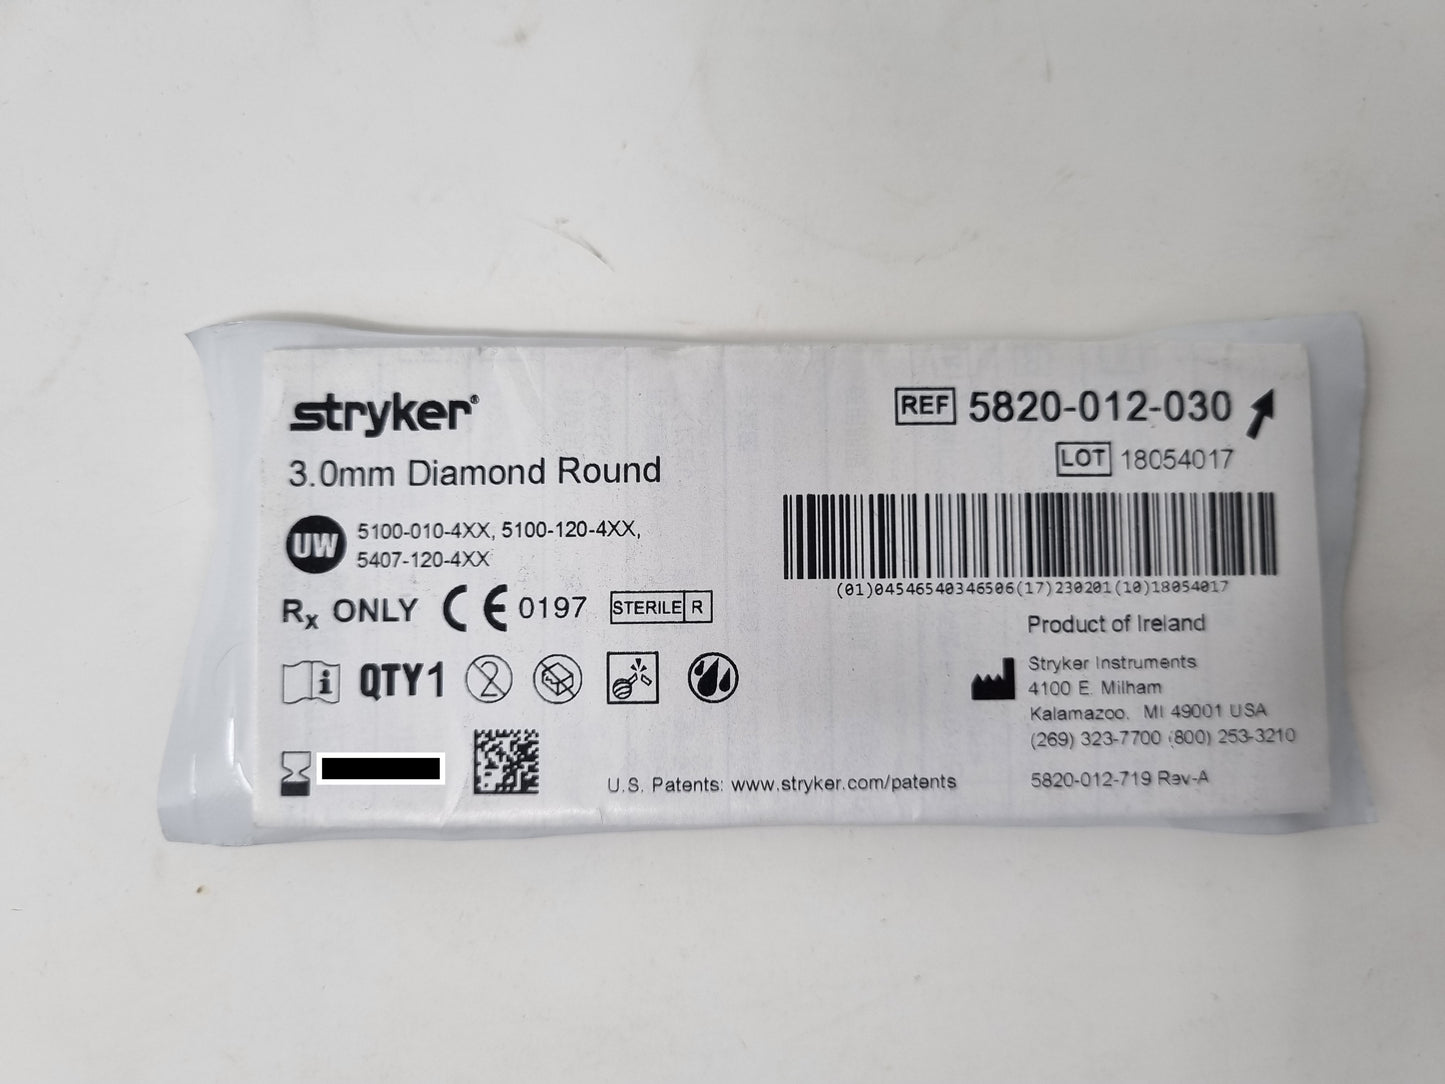 stryker®
3.0mm Diamond Round
UW 5100-010-4XX, 5100-120-4XX,
5407-120-4XX
Rx ONLY CE 0197 STERILE R
i QTY1 2
REF 5820-012-030
LOT 18054017
(01)04546540346506(17)230201(10)18054017
Product of Ireland
Stryker Instruments
4100 E. Milham
Kalamazoo, MI 49001 USA
(269) 323-7700 (800) 253-3210
U.S. Patents: www.stryker.com/patents
5820-012-719 Rev-A